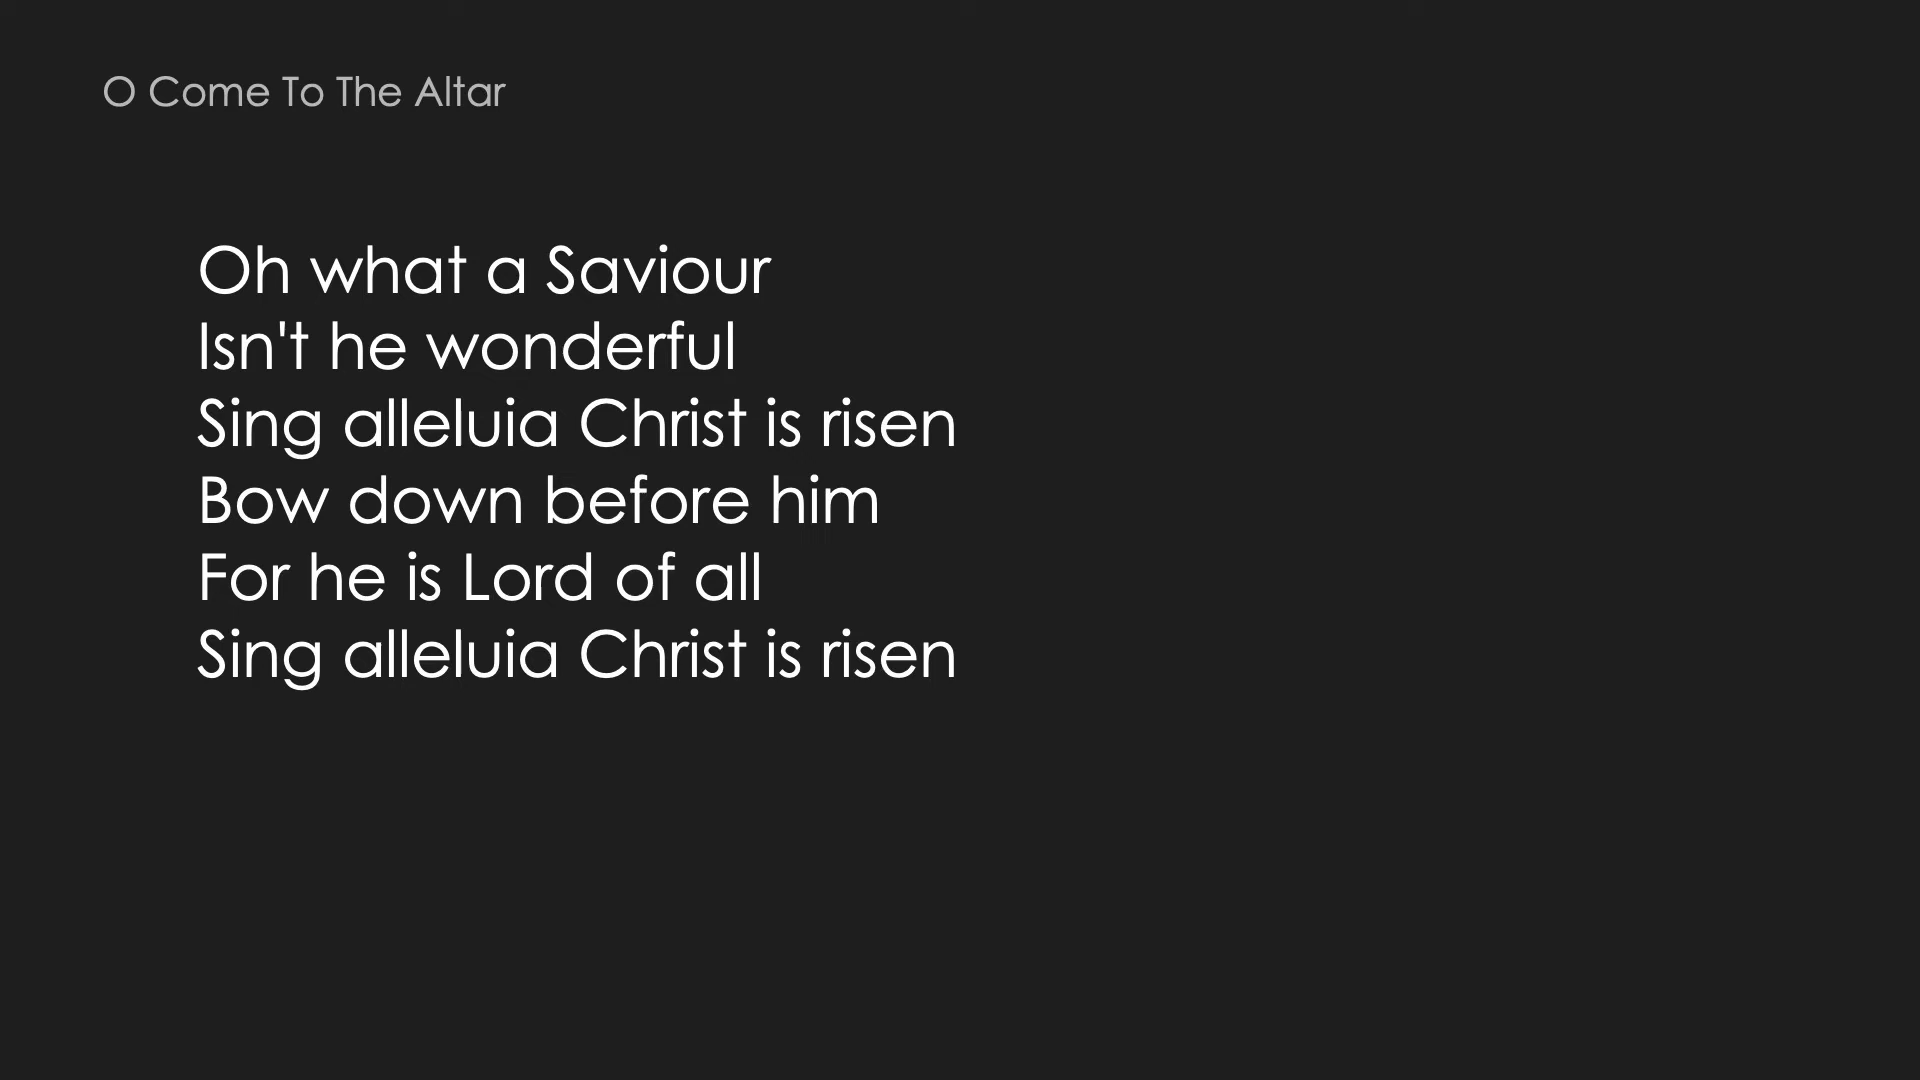 O Come To The Altar
Oh what a Saviour
Isn't he wonderful
Sing alleluia Christ is risen
Bow down before him
For he is Lord of all
Sing alleluia Christ is risen